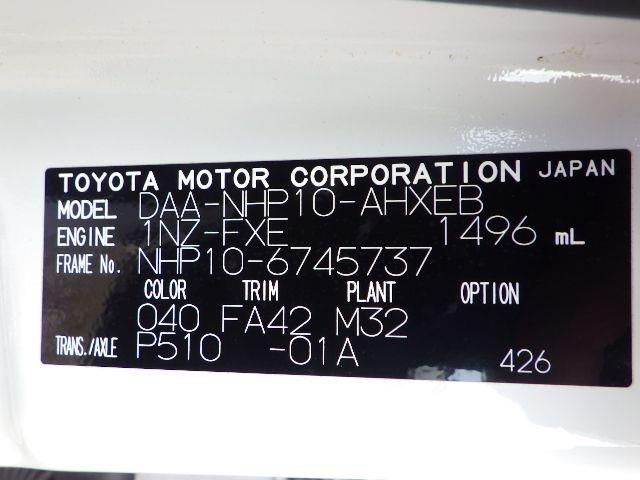 TOYOTA MOTOR CORPORATION JAPAN
MODEL DAA-NHP10-AHXEB
ENGINE 1NZ-FXE 1496 mL
FRAME No. NHP10-6745737
COLOR TRIM PLANT OPTION
040 FA42 M32
TRANS./AXLE P510 -01A 426